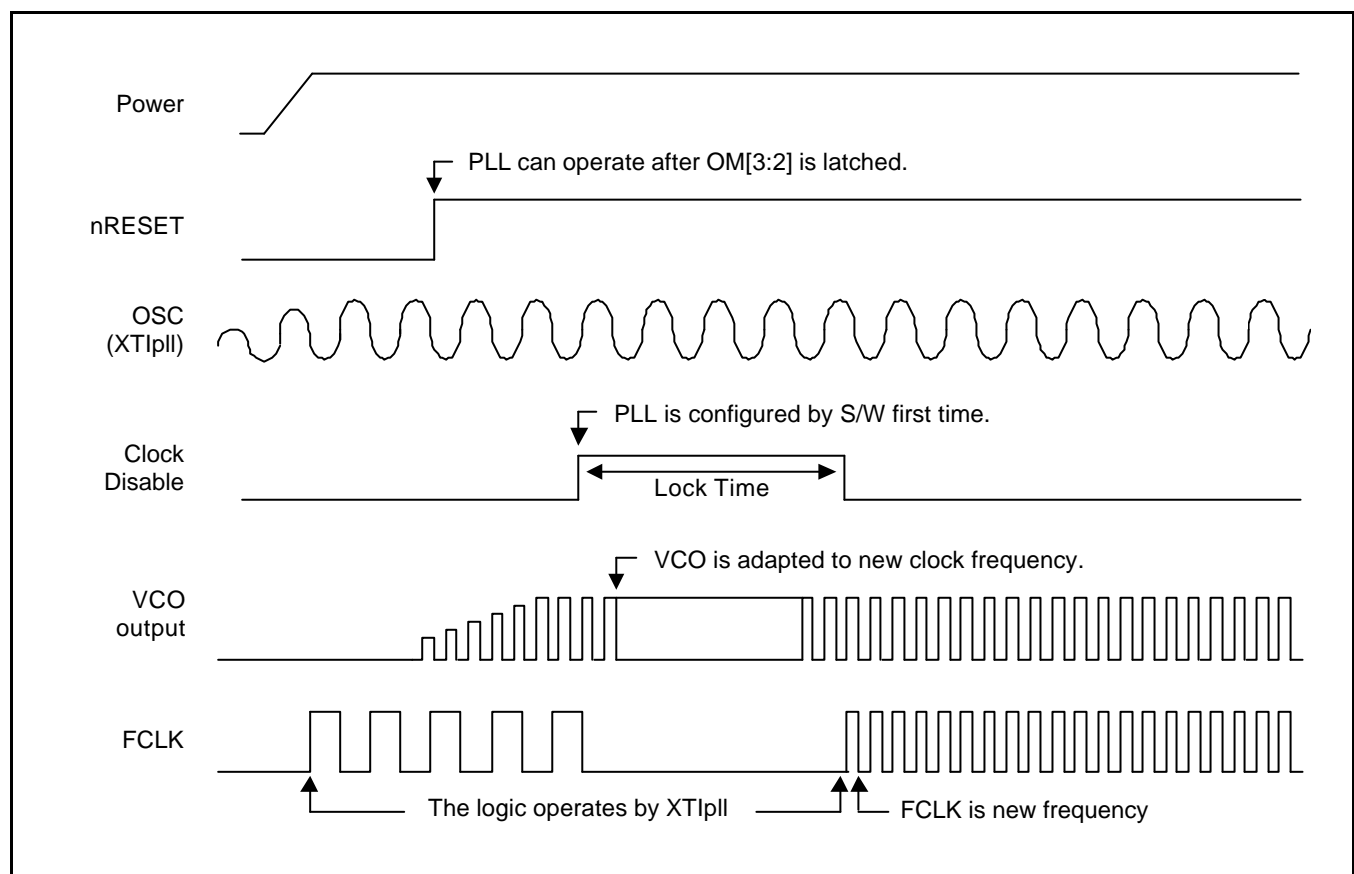 Power
PLL can operate after OM[3:2] is latched.
nRESET
OSC
(XTIpll)
PLL is configured by S/W first time.
Clock
Disable
Lock Time
VCO is adapted to new clock frequency.
VCO
output
FCLK
The logic operates by XTIpll
FCLK is new frequency